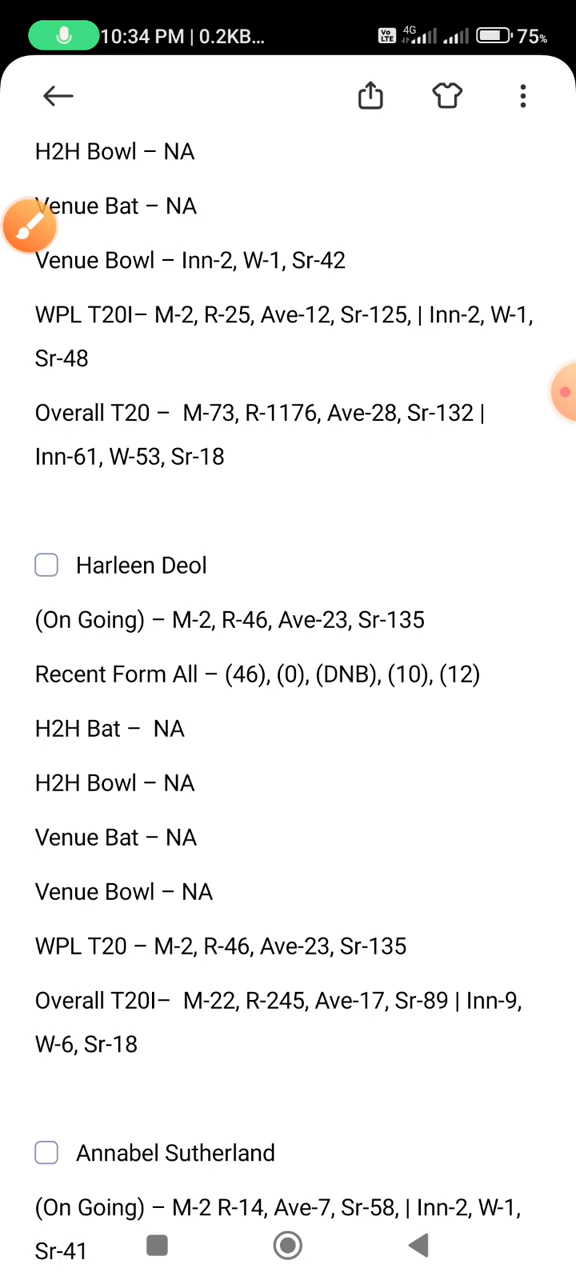 10:34 PM | 0.2KB...
Vo LTE 4G 75%
H2H Bowl – NA
Venue Bat – NA
Venue Bowl – Inn-2, W-1, Sr-42
WPL T20I– M-2, R-25, Ave-12, Sr-125, | Inn-2, W-1,
Sr-48
Overall T20 –  M-73, R-1176, Ave-28, Sr-132 |
Inn-61, W-53, Sr-18
Harleen Deol
(On Going) – M-2, R-46, Ave-23, Sr-135
Recent Form All – (46), (0), (DNB), (10), (12)
H2H Bat –  NA
H2H Bowl – NA
Venue Bat – NA
Venue Bowl – NA
WPL T20 – M-2, R-46, Ave-23, Sr-135
Overall T20I–  M-22, R-245, Ave-17, Sr-89 | Inn-9,
W-6, Sr-18
Annabel Sutherland
(On Going) – M-2 R-14, Ave-7, Sr-58, | Inn-2, W-1,
Sr-41